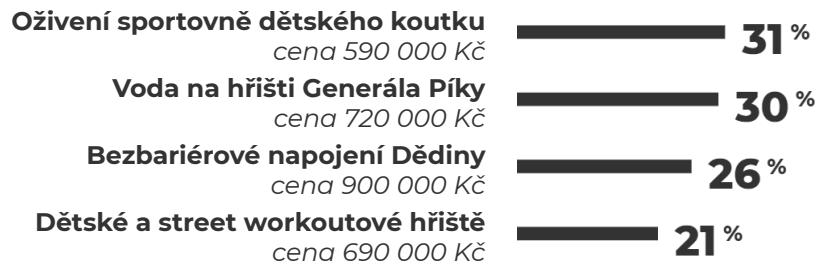 Oživení sportovně dětského koutku
cena 590 000 Kč
31 %
Voda na hřišti Generála Píky
cena 720 000 Kč
30 %
Bezbariérové napojení Dědiny
cena 900 000 Kč
26 %
Dětské a street workoutové hřiště
cena 690 000 Kč
21 %